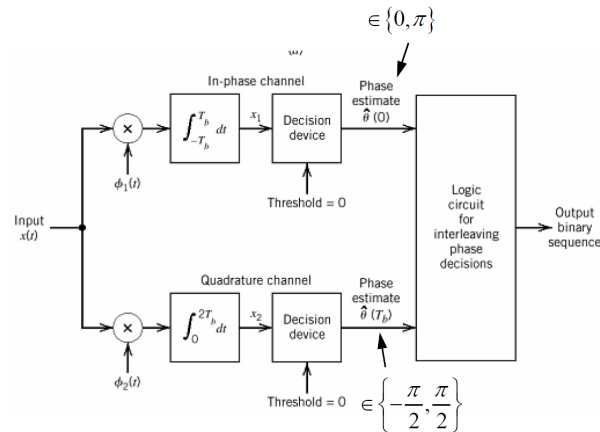 ∈{0,π}
In-phase channel
Phase
estimate
θ̂ (0)
∫_{-T_b}^{T_b} dt
x₁
Decision
device
×
ϕ₁(t)
Threshold = 0
Input
x(t)
Logic
circuit
for
interleaving
phase
decisions
Output
binary
sequence
Quadrature channel
Phase
estimate
θ̂ (T_b)
∫_0^{2T_b} dt
x₂
Decision
device
×
ϕ₂(t)
Threshold = 0
∈{-π/2, π/2}